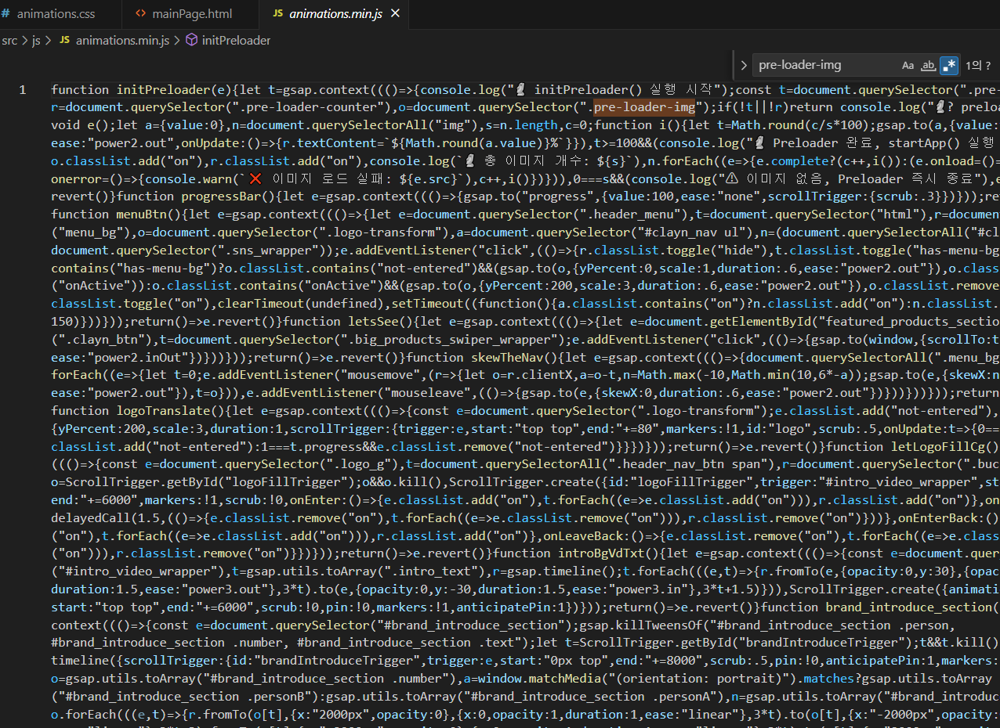 # animations.css
<> mainPage.html
JS animations.min.js ×
src > js > JS animations.min.js > initPreloader
> pre-loader-img Aa ab .* 1의 ?
1 function initPreloader(e){let t=gsap.context((()=>{console.log(" initPreloader() 실행 시작");const t=document.querySelector(".pre-
r=document.querySelector(".pre-loader-counter"),o=document.querySelector(".pre-loader-img");if(!t||!r)return console.log("? prelo
void e();let a={value:0},n=document.querySelectorAll("img"),s=n.length,c=0;function i(){let t=Math.round(c/s*100);gsap.to(a,{value:
ease:"power2.out",onUpdate:()=>{r.textContent=`${Math.round(a.value)}%`}}),t>=100&&(console.log(" Preloader 완료, startApp() 실행
o.classList.add("on"),r.classList.add("on"),console.log(` 총 이미지 개수: ${s}`),n.forEach((e=>{e.complete?(c++,i()):(e.onload=()=
onerror=()=>{console.warn(`❌ 이미지 로드 실패: ${e.src}`),c++,i()})})),0===s&&(console.log("⚠ 이미지 없음, Preloader 즉시 종료"),e
revert()}function progressBar(){let e=gsap.context((()=>{gsap.to("progress",{value:100,ease:"none",scrollTrigger:{scrub:.3}})}));re
function menuBtn(){let e=gsap.context((()=>{let e=document.querySelector(".header_menu"),t=document.querySelector("html"),r=docum
("menu_bg"),o=document.querySelector(".logo-transform"),a=document.querySelector("#clayn_nav ul"),n=(document.querySelectorAll("#cl
document.querySelector(".sns_wrapper"));e.addEventListener("click",(()=>{r.classList.toggle("hide"),t.classList.toggle("has-menu-bg
contains("has-menu-bg")?o.classList.contains("not-entered")&&(gsap.to(o,{yPercent:0,scale:1,duration:.6,ease:"power2.out"}),o.class
("onActive")):o.classList.contains("onActive")&&(gsap.to(o,{yPercent:200,scale:3,duration:.6,ease:"power2.out"}),o.classList.remove
classList.toggle("on"),clearTimeout(undefined),setTimeout((function(){a.classList.contains("on")?n.classList.add("on"):n.classList.
150)}))}));return()=>e.revert()}function letsSee(){let e=gsap.context((()=>{let e=document.getElementById("featured_products_sectio
(".clayn_btn"),t=document.querySelector(".big_products_swiper_wrapper");e.addEventListener("click",(()=>{gsap.to(window,{scrollTo:t
ease:"power2.inOut"})}))}));return()=>e.revert()}function skewTheNav(){let e=gsap.context((()=>{document.querySelectorAll(".menu_bg
forEach((e=>{let t=0;e.addEventListener("mousemove",(r=>{let o=r.clientX,a=o-t,n=Math.max(-10,Math.min(10,6*-a));gsap.to(e,{skewX:n
ease:"power2.out"}),t=o})),e.addEventListener("mouseleave",(()=>{gsap.to(e,{skewX:0,duration:.6,ease:"power2.out"})}))}))}));return
function logoTranslate(){let e=gsap.context((()=>{const e=document.querySelector(".logo-transform");e.classList.add("not-entered"),
{yPercent:200,scale:3,duration:1,scrollTrigger:{trigger:e,start:"top top",end:"+=80",markers:!1,id:"logo",scrub:.5,onUpdate:t=>{0==
classList.add("not-entered"):1===t.progress&&e.classList.remove("not-entered")}}})}));return()=>e.revert()}function letLogoFillCg()
((()=>{const e=document.querySelector(".logo_g"),t=document.querySelectorAll(".header_nav_btn span"),r=document.querySelector(".buc
o=ScrollTrigger.getById("logoFillTrigger");o&&o.kill(),ScrollTrigger.create({id:"logoFillTrigger",trigger:"#intro_video_wrapper",st
end:"+=6000",markers:!1,scrub:!0,onEnter:()=>{e.classList.add("on"),t.forEach((e=>e.classList.add("on"))),r.classList.add("on")},on
delayedCall(1.5,(()=>{e.classList.remove("on"),t.forEach((e=>e.classList.remove("on"))),r.classList.remove("on")}))},onEnterBack:()
("on"),t.forEach((e=>e.classList.add("on"))),r.classList.add("on")},onLeaveBack:()=>{e.classList.remove("on"),t.forEach((e=>e.class
("on"))),r.classList.remove("on")}})}));return()=>e.revert()}function introBgVdTxt(){let e=gsap.context((()=>{const e=document.quer
("#intro_video_wrapper"),t=gsap.utils.toArray(".intro_text"),r=gsap.timeline();t.forEach(((e,t)=>{r.fromTo(e,{opacity:0,y:30},{opac
duration:1.5,ease:"power3.out"},3*t).to(e,{opacity:0,y:-30,duration:1.5,ease:"power3.in"},3*t+1.5)})),ScrollTrigger.create({animati
start:"top top",end:"+=6000",scrub:!0,pin:!0,markers:!1,anticipatePin:1})}));return()=>e.revert()}function brand_introduce_section(
context((()=>{const e=document.querySelector("#brand_introduce_section");gsap.killTweensOf("#brand_introduce_section .person,
#brand_introduce_section .number, #brand_introduce_section .text");let t=ScrollTrigger.getById("brandIntroduceTrigger");t&&t.kill()
timeline({scrollTrigger:{id:"brandIntroduceTrigger",trigger:e,start:"0px top",end:"+=8000",scrub:.5,pin:!0,anticipatePin:1,markers:
o=gsap.utils.toArray("#brand_introduce_section .number"),a=window.matchMedia("(orientation: portrait)").matches?gsap.utils.toArray
("#brand_introduce_section .personB"):gsap.utils.toArray("#brand_introduce_section .personA"),n=gsap.utils.toArray("#brand_introduc
o.forEach(((e,t)=>{r.fromTo(o[t],{x:"2000px",opacity:0},{x:0,opacity:1,duration:1,ease:"linear"},3*t).to(o[t],{x:"-2000px",opacity: